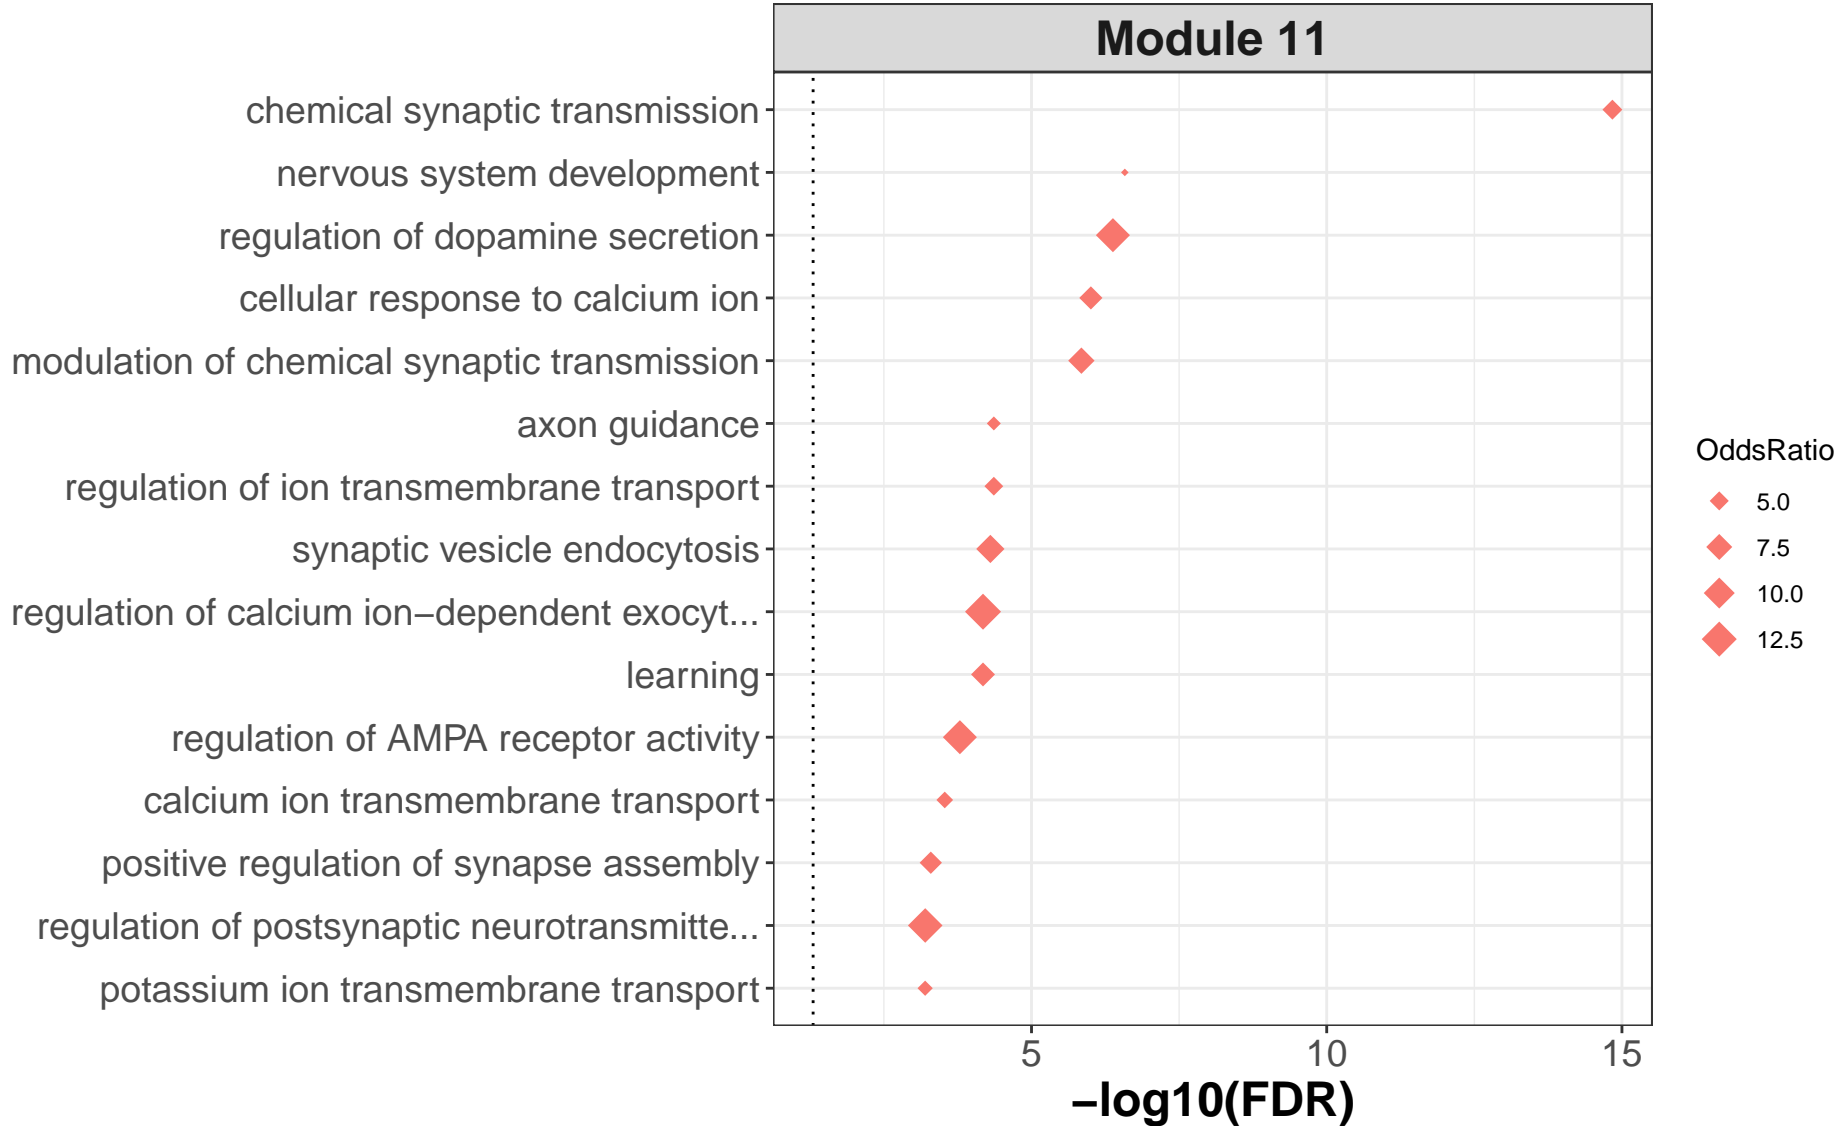 Module 11
chemical synaptic transmission
nervous system development
regulation of dopamine secretion
cellular response to calcium ion
modulation of chemical synaptic transmission
axon guidance
regulation of ion transmembrane transport
synaptic vesicle endocytosis
regulation of calcium ion−dependent exocyt...
learning
regulation of AMPA receptor activity
calcium ion transmembrane transport
positive regulation of synapse assembly
regulation of postsynaptic neurotransmitte...
potassium ion transmembrane transport
5 10 15
−log10(FDR)
OddsRatio
5.0
7.5
10.0
12.5